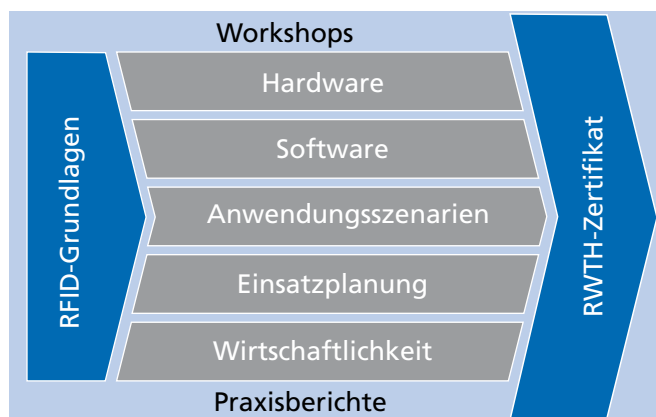 Workshops
RFID-Grundlagen
Hardware
Software
Anwendungsszenarien
Einsatzplanung
Wirtschaftlichkeit
RWTH-Zertifikat
Praxisberichte